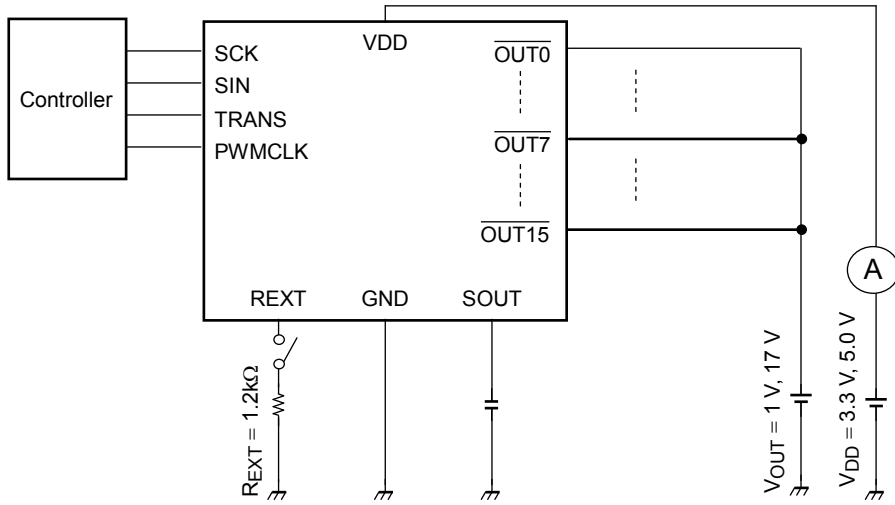 Controller
SCK
SIN
TRANS
PWMCLK
VDD
OUT0
OUT7
OUT15
REXT
GND
SOUT
A
REXT = 1.2kΩ
VOUT = 1 V, 17 V
VDD = 3.3 V, 5.0 V